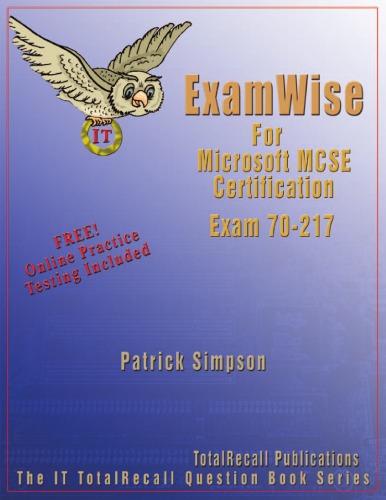 IT
ExamWise
For
Microsoft MCSE
Certification
Exam 70-217
FREE!
Online Practice
Testing Included
Patrick Simpson
TotalRecall Publications
The IT TotalRecall Question Book Series